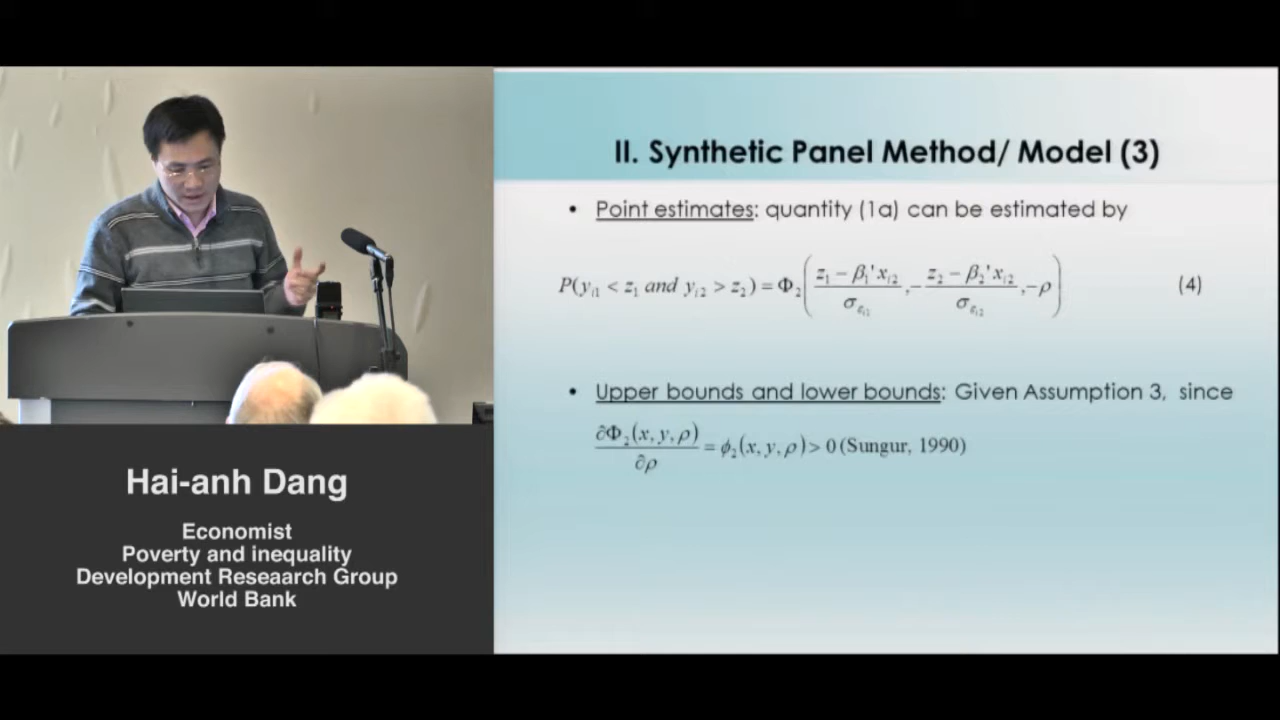 II. Synthetic Panel Method/ Model (3)
• Point estimates: quantity (1a) can be estimated by
P(y_{i1} < z_1 and y_{i2} > z_2) = Φ_2( (z_1 − β_1'x_{i2}) / σ_{ε_{i1}} , − (z_2 − β_2'x_{i2}) / σ_{ε_{i2}} , −ρ ) (4)
• Upper bounds and lower bounds: Given Assumption 3, since
∂Φ_2(x, y, ρ) / ∂ρ = ϕ_2(x, y, ρ) > 0 (Sungur, 1990)
Hai-anh Dang
Economist
Poverty and inequality
Development Reseaarch Group
World Bank